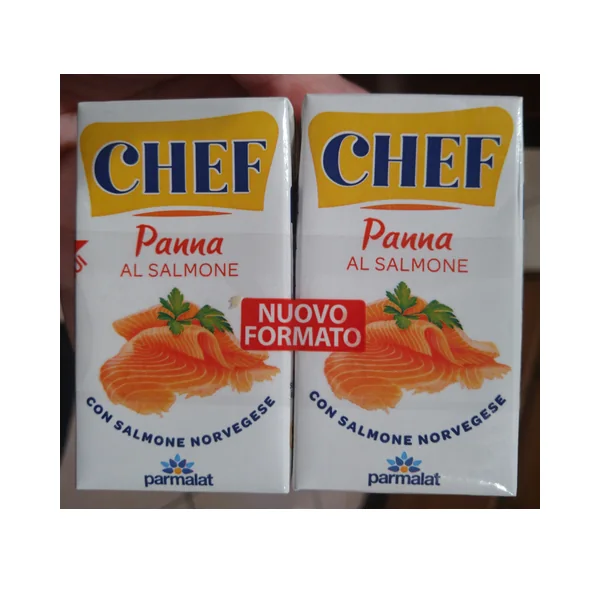 CHEF
Panna
AL SALMONE
CON SALMONE NORVEGESE
parmalat
NUOVO
FORMATO
CHEF
Panna
AL SALMONE
CON SALMONE NORVEGESE
parmalat